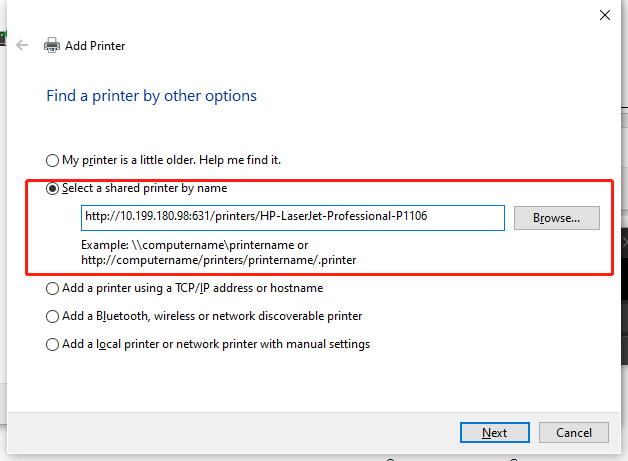 Add Printer
Find a printer by other options
My printer is a little older. Help me find it.
Select a shared printer by name
http://10.199.180.98:631/printers/HP-LaserJet-Professional-P1106
Browse...
Example: \\computername\printername or
http://computername/printers/printername/.printer
Add a printer using a TCP/IP address or hostname
Add a Bluetooth, wireless or network discoverable printer
Add a local printer or network printer with manual settings
Next
Cancel